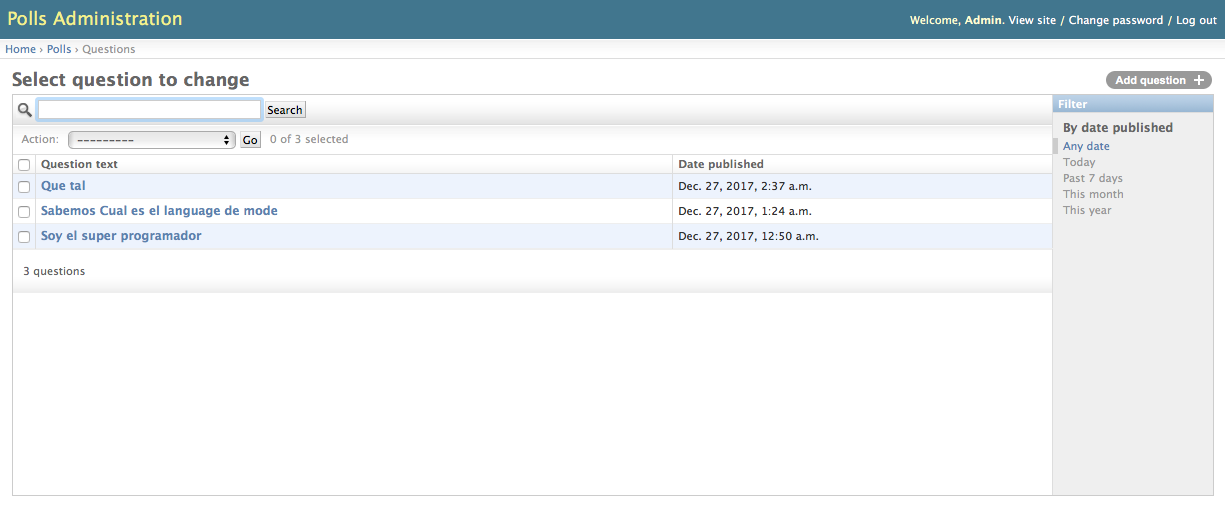 Polls Administration
Welcome, Admin. View site / Change password / Log out
Home › Polls › Questions
Select question to change
Add question +
Search
Action: --------- Go 0 of 3 selected
Question text Date published
Que tal Dec. 27, 2017, 2:37 a.m.
Sabemos Cual es el language de mode Dec. 27, 2017, 1:24 a.m.
Soy el super programador Dec. 27, 2017, 12:50 a.m.
3 questions
Filter
By date published
Any date
Today
Past 7 days
This month
This year